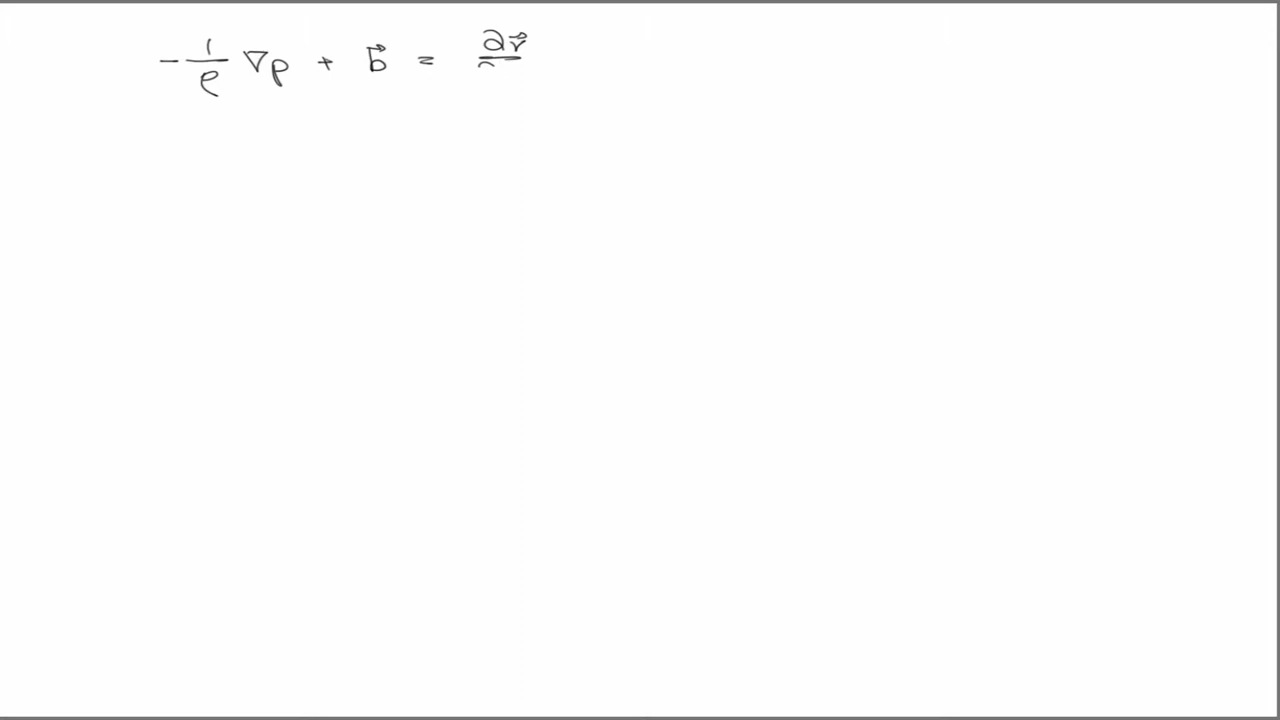 -1/ρ ∇p + b⃗ = ∂v⃗